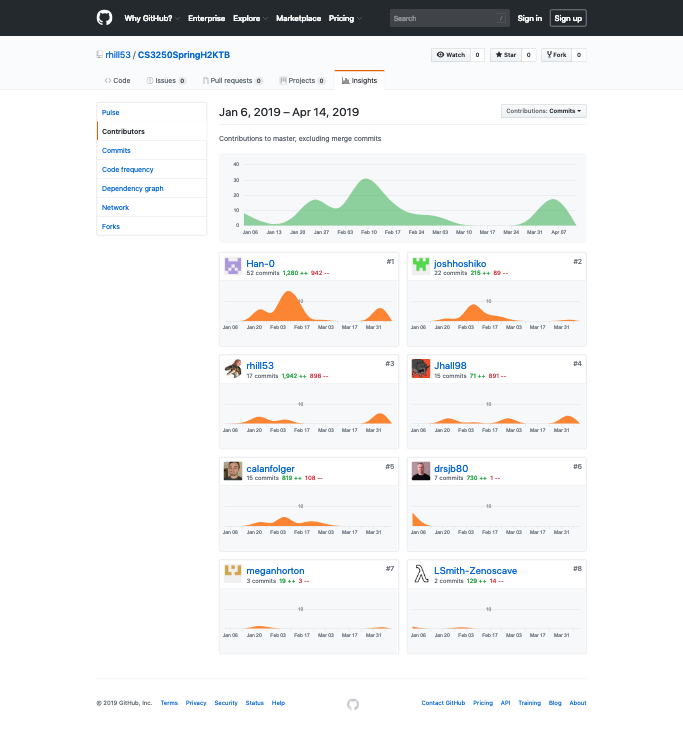 Why GitHub? Enterprise Explore Marketplace Pricing Search / Sign in Sign up
rhill53 / CS3250SpringH2KTB Watch 0 Star 0 Fork 0
Code Issues 0 Pull requests 0 Projects 0 Insights
Pulse
Contributors
Commits
Code frequency
Dependency graph
Network
Forks
Jan 6, 2019 – Apr 14, 2019 Contributions: Commits
Contributions to master, excluding merge commits
40
30
20
10
0
Jan 06 Jan 13 Jan 20 Jan 27 Feb 03 Feb 10 Feb 17 Feb 24 Mar 03 Mar 10 Mar 17 Mar 24 Mar 31 Apr 07
Han-0 #1
52 commits 1,280 ++ 942 --
10
Jan 06 Jan 20 Feb 03 Feb 17 Mar 03 Mar 17 Mar 31
joshhoshiko #2
22 commits 215 ++ 89 --
10
Jan 06 Jan 20 Feb 03 Feb 17 Mar 03 Mar 17 Mar 31
rhill53 #3
17 commits 1,942 ++ 896 --
10
Jan 06 Jan 20 Feb 03 Feb 17 Mar 03 Mar 17 Mar 31
Jhall98 #4
15 commits 71 ++ 891 --
10
Jan 06 Jan 20 Feb 03 Feb 17 Mar 03 Mar 17 Mar 31
calanfolger #5
15 commits 819 ++ 108 --
10
Jan 06 Jan 20 Feb 03 Feb 17 Mar 03 Mar 17 Mar 31
drsjb80 #6
7 commits 730 ++ 1 --
10
Jan 06 Jan 20 Feb 03 Feb 17 Mar 03 Mar 17 Mar 31
meganhorton #7
3 commits 19 ++ 3 --
10
Jan 06 Jan 20 Feb 03 Feb 17 Mar 03 Mar 17 Mar 31
LSmith-Zenoscave #8
2 commits 129 ++ 14 --
10
Jan 06 Jan 20 Feb 03 Feb 17 Mar 03 Mar 17 Mar 31
© 2019 GitHub, Inc. Terms Privacy Security Status Help Contact GitHub Pricing API Training Blog About